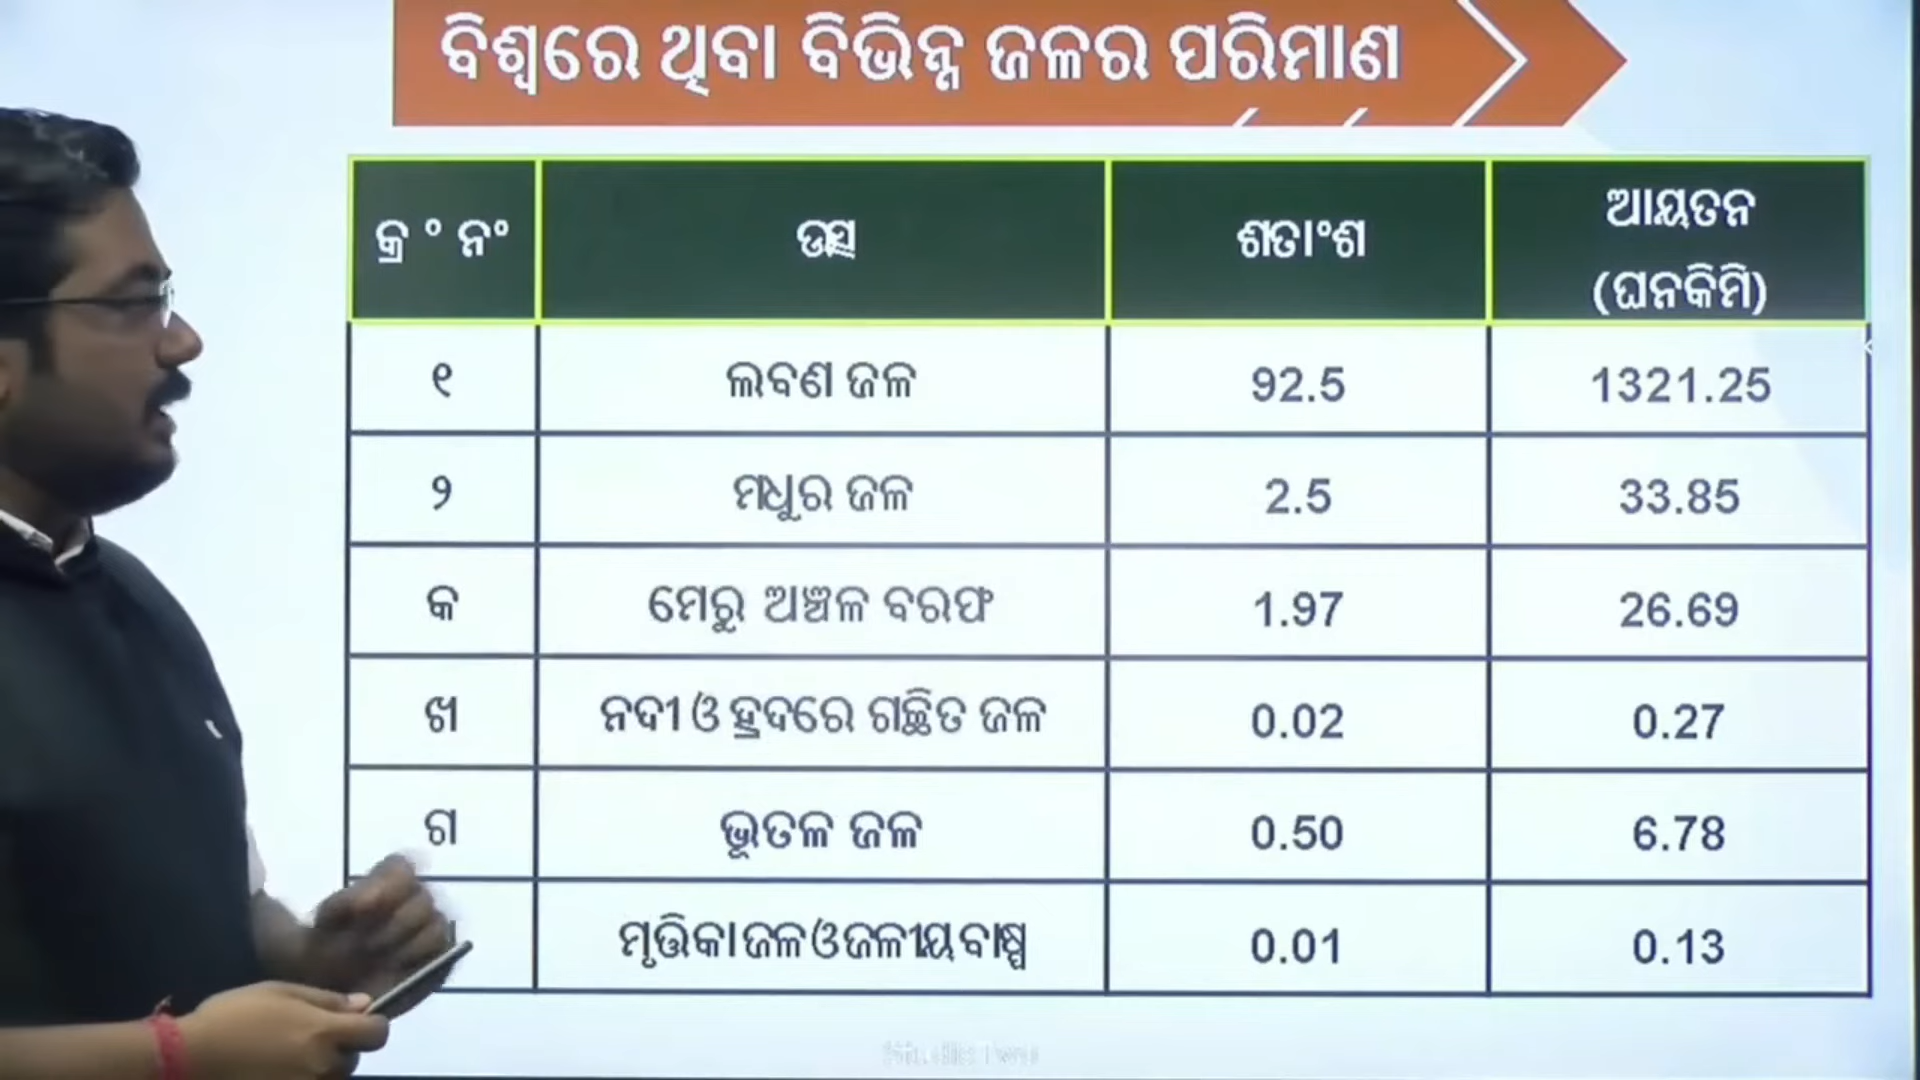 ବିଶ୍ୱରେ ଥିବା ବିଭିନ୍ନ ଜଳର ପରିମାଣ
କ୍ର ° ନଂ ଉତ୍ସ ଶତାଂଶ ଆୟତନ (ଘନକିମି)
୧ ଲବଣ ଜଳ 92.5 1321.25
୨ ମଧୁର ଜଳ 2.5 33.85
କ ମେରୁ ଅଞ୍ଚଳ ବରଫ 1.97 26.69
ଖ ନଦୀ ଓ ହ୍ରଦରେ ଗଚ୍ଛିତ ଜଳ 0.02 0.27
ଗ ଭୂତଳ ଜଳ 0.50 6.78
ମୃତ୍ତିକା ଜଳ ଓ ଜଳୀୟ ବାଷ୍ପ 0.01 0.13